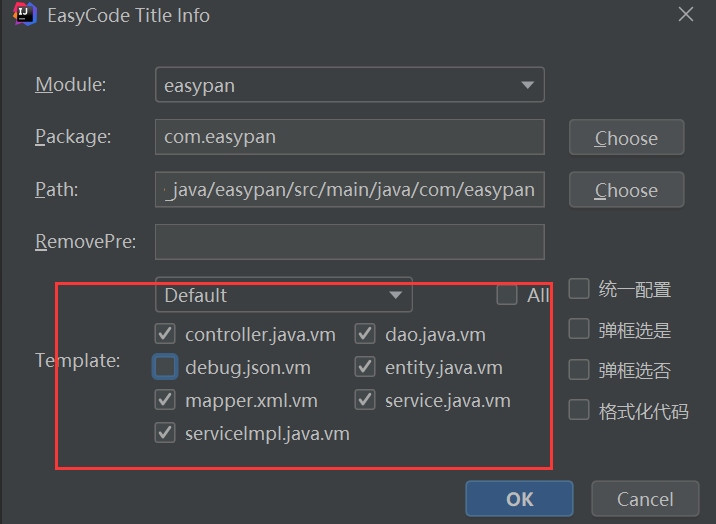 EasyCode Title Info
Module: easypan
Package: com.easypan Choose
Path: _java/easypan/src/main/java/com/easypan Choose
RemovePre:
Default All 统一配置
controller.java.vm dao.java.vm 弹框选是
Template: debug.json.vm entity.java.vm 弹框选否
mapper.xml.vm service.java.vm 格式化代码
serviceImpl.java.vm
OK Cancel